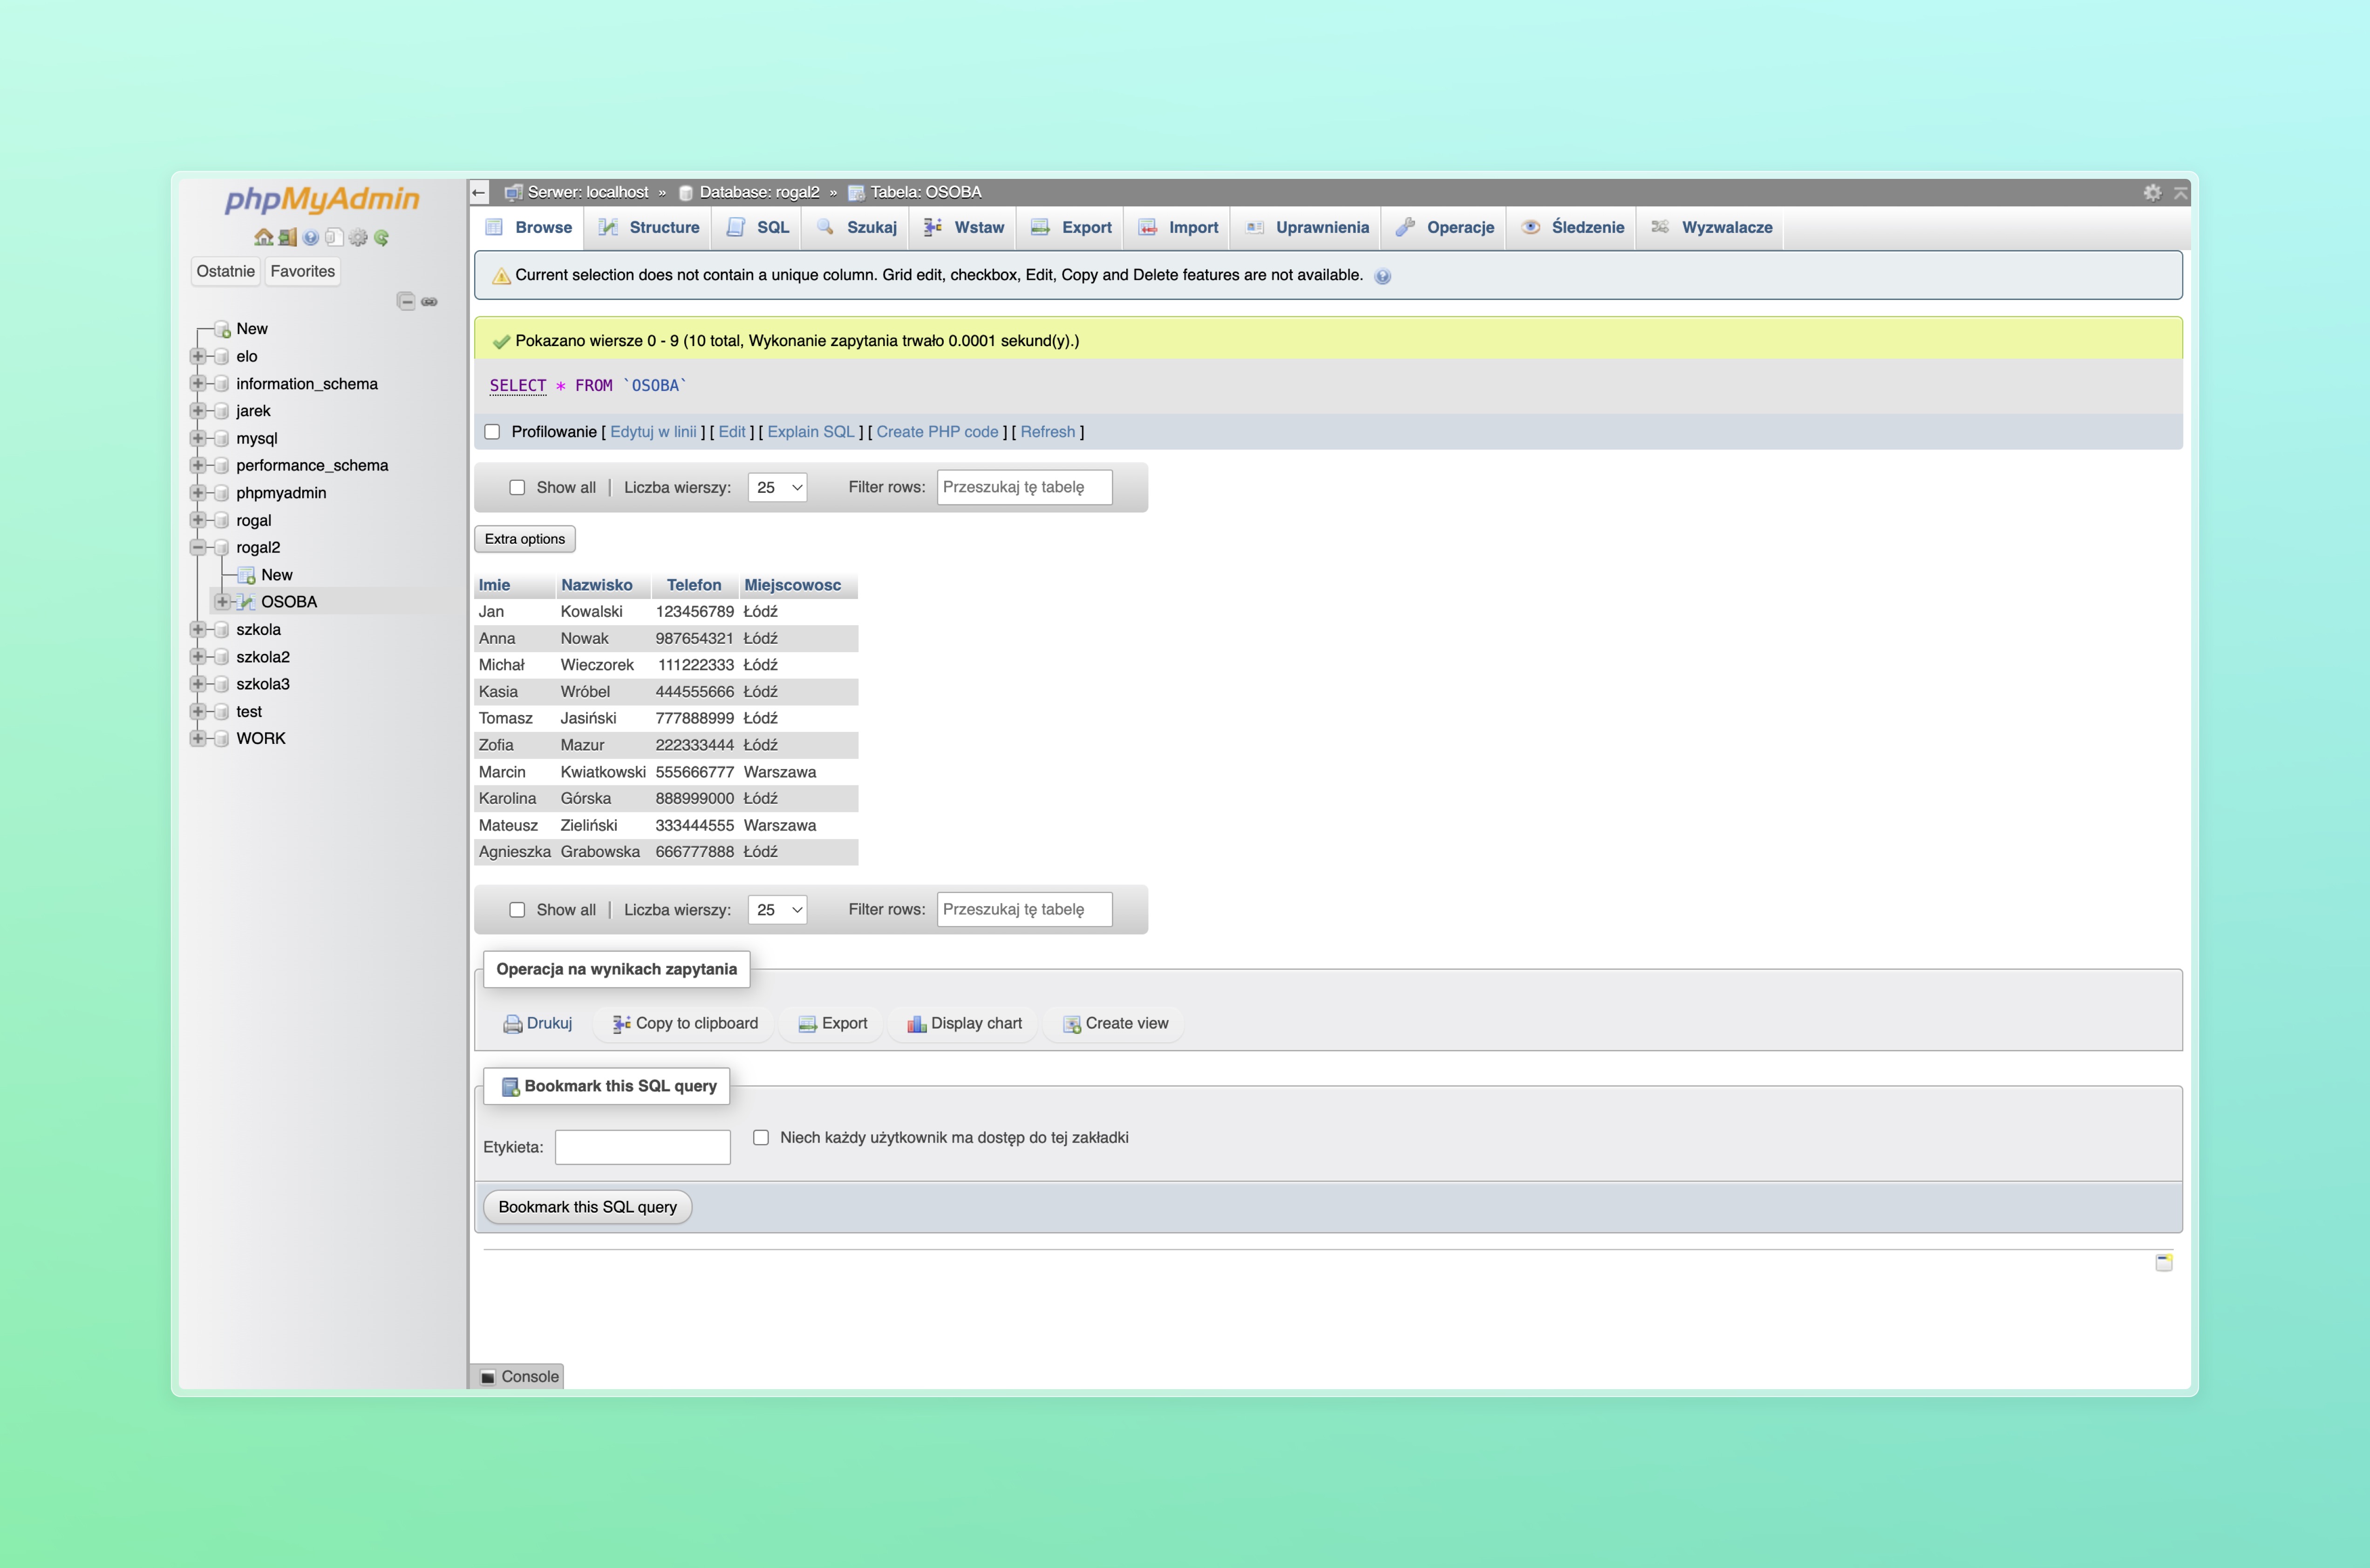 phpMyAdmin
Ostatnie Favorites
New
elo
information_schema
jarek
mysql
performance_schema
phpmyadmin
rogal
rogal2
New
OSOBA
szkola
szkola2
szkola3
test
WORK
Serwer: localhost » Database: rogal2 » Tabela: OSOBA
Browse Structure SQL Szukaj Wstaw Export Import Uprawnienia Operacje Śledzenie Wyzwalacze
Current selection does not contain a unique column. Grid edit, checkbox, Edit, Copy and Delete features are not available.
Pokazano wiersze 0 - 9 (10 total, Wykonanie zapytania trwało 0.0001 sekund(y).)
SELECT * FROM `OSOBA`
Profilowanie [ Edytuj w linii ] [ Edit ] [ Explain SQL ] [ Create PHP code ] [ Refresh ]
Show all | Liczba wierszy: 25 Filter rows: Przeszukaj tę tabelę
Extra options
Imie Nazwisko Telefon Miejscowosc
Jan Kowalski 123456789 Łódź
Anna Nowak 987654321 Łódź
Michał Wieczorek 111222333 Łódź
Kasia Wróbel 444555666 Łódź
Tomasz Jasiński 777888999 Łódź
Zofia Mazur 222333444 Łódź
Marcin Kwiatkowski 555666777 Warszawa
Karolina Górska 888999000 Łódź
Mateusz Zieliński 333444555 Warszawa
Agnieszka Grabowska 666777888 Łódź
Show all | Liczba wierszy: 25 Filter rows: Przeszukaj tę tabelę
Operacja na wynikach zapytania
Drukuj Copy to clipboard Export Display chart Create view
Bookmark this SQL query
Etykieta: Niech każdy użytkownik ma dostęp do tej zakładki
Bookmark this SQL query
Console